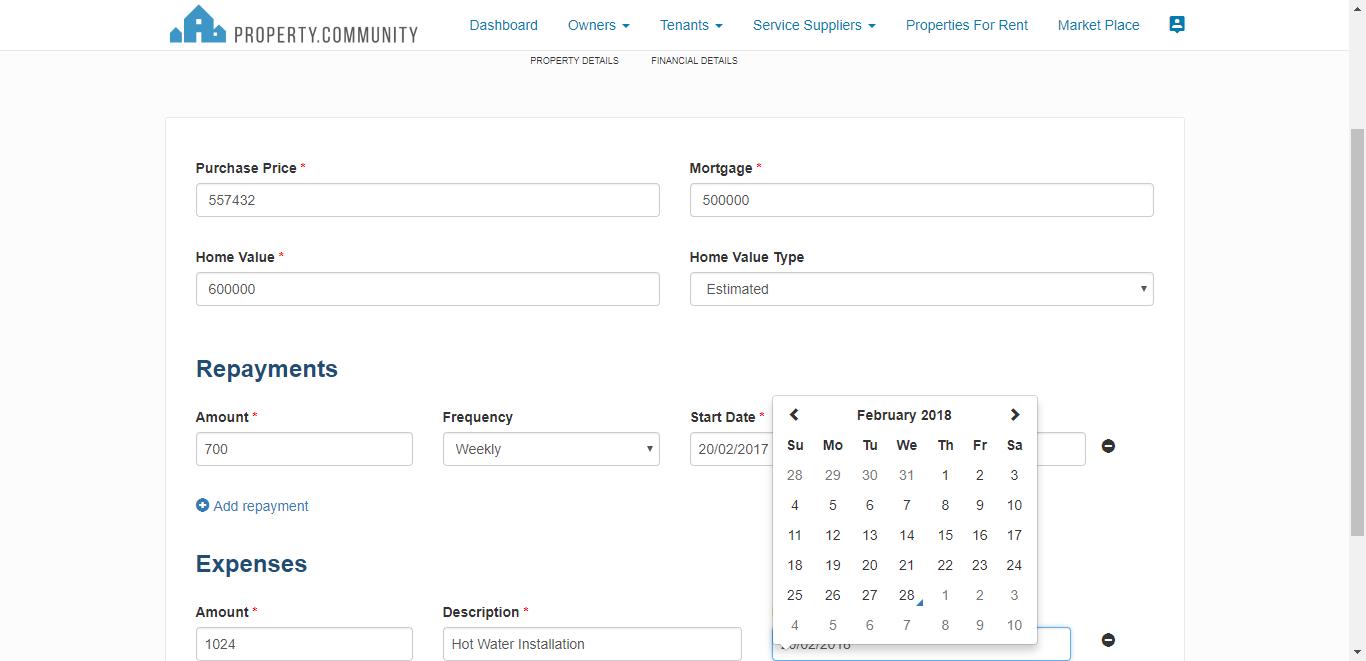 PROPERTY.COMMUNITY
Dashboard
Owners
Tenants
Service Suppliers
Properties For Rent
Market Place
PROPERTY DETAILS
FINANCIAL DETAILS
Purchase Price *
Mortgage *
557432
500000
Home Value *
Home Value Type
600000
Estimated
Repayments
Amount *
Frequency
Start Date *
700
Weekly
20/02/2017
Add repayment
February 2018
Su Mo Tu We Th Fr Sa
28 29 30 31 1 2 3
4 5 6 7 8 9 10
11 12 13 14 15 16 17
18 19 20 21 22 23 24
25 26 27 28 1 2 3
4 5 6 7 8 9 10
Expenses
Amount *
Description *
1024
Hot Water Installation